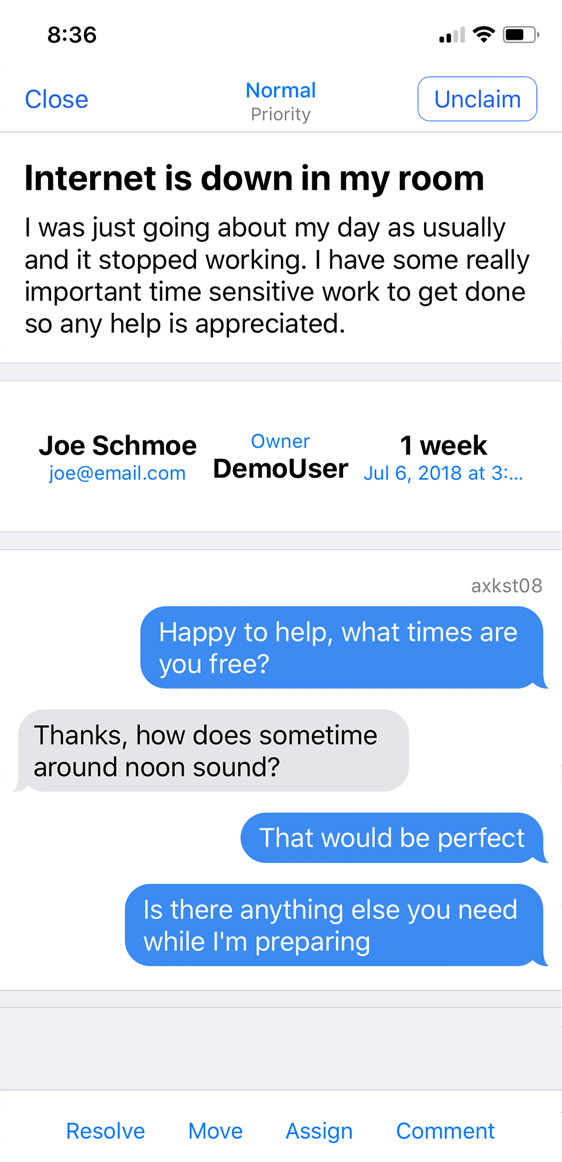 8:36
Close
Normal
Priority
Unclaim
Internet is down in my room
I was just going about my day as usually
and it stopped working. I have some really
important time sensitive work to get done
so any help is appreciated.
Joe Schmoe
joe@email.com
Owner
DemoUser
1 week
Jul 6, 2018 at 3:...
axkst08
Happy to help, what times are
you free?
Thanks, how does sometime
around noon sound?
That would be perfect
Is there anything else you need
while I'm preparing
Resolve
Move
Assign
Comment